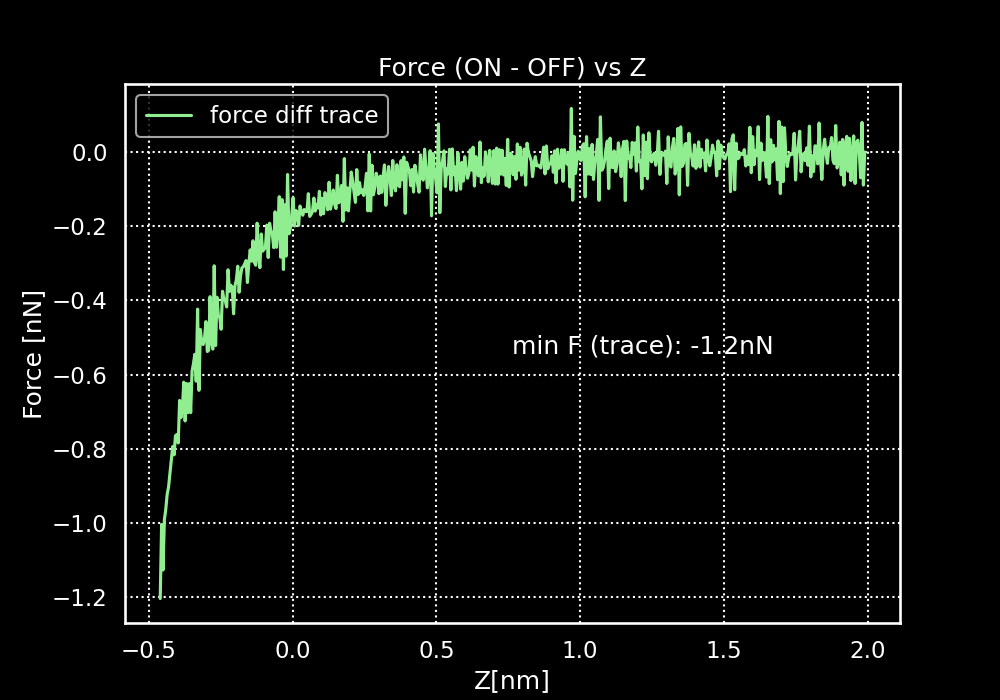 Force (ON - OFF) vs Z
force diff trace
0.0
−0.2
−0.4
−0.6
−0.8
−1.0
−1.2
Force [nN]
min F (trace): -1.2nN
−0.5
0.0
0.5
1.0
1.5
2.0
Z[nm]